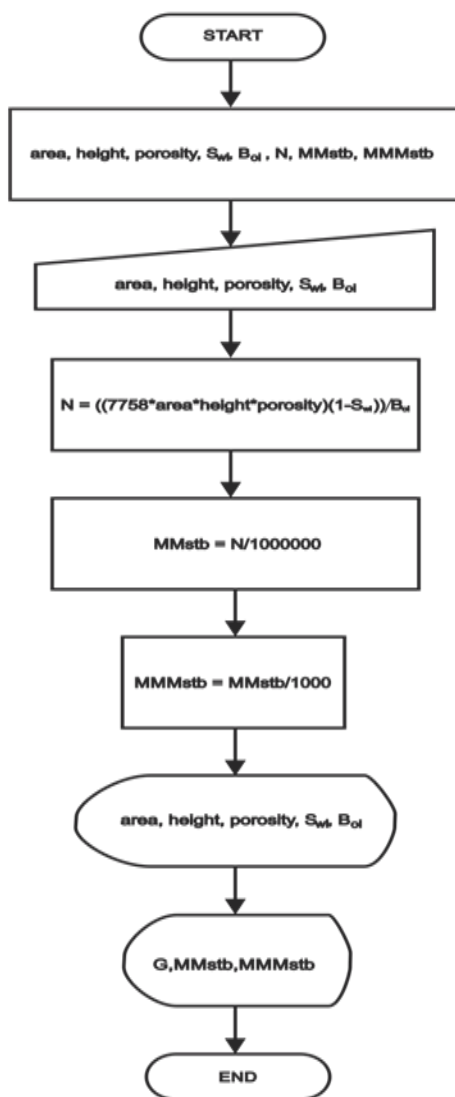 START
area, height, porosity, Swi, Boi , N, MMstb, MMMstb
area, height, porosity, Swi, Boi
N = ((7758*area*height*porosity)(1-Swi))/Boi
MMstb = N/1000000
MMMstb = MMstb/1000
area, height, porosity, Swi, Boi
G,MMstb,MMMstb
END